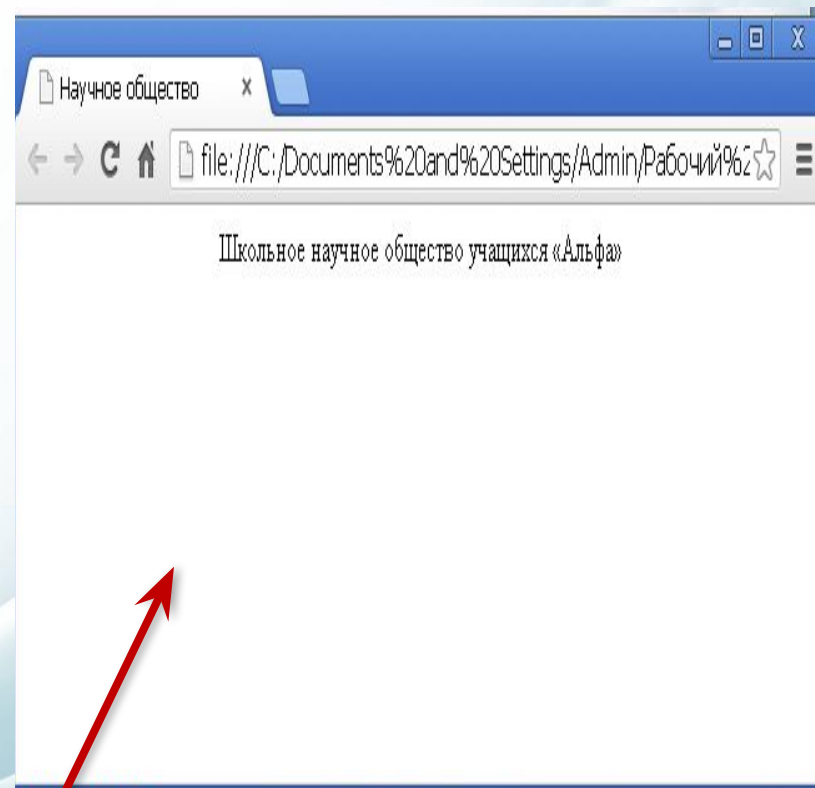 Научное общество
file:///C:/Documents%20and%20Settings/Admin/Рабочий%2
Школьное научное общество учащихся «Альфа»